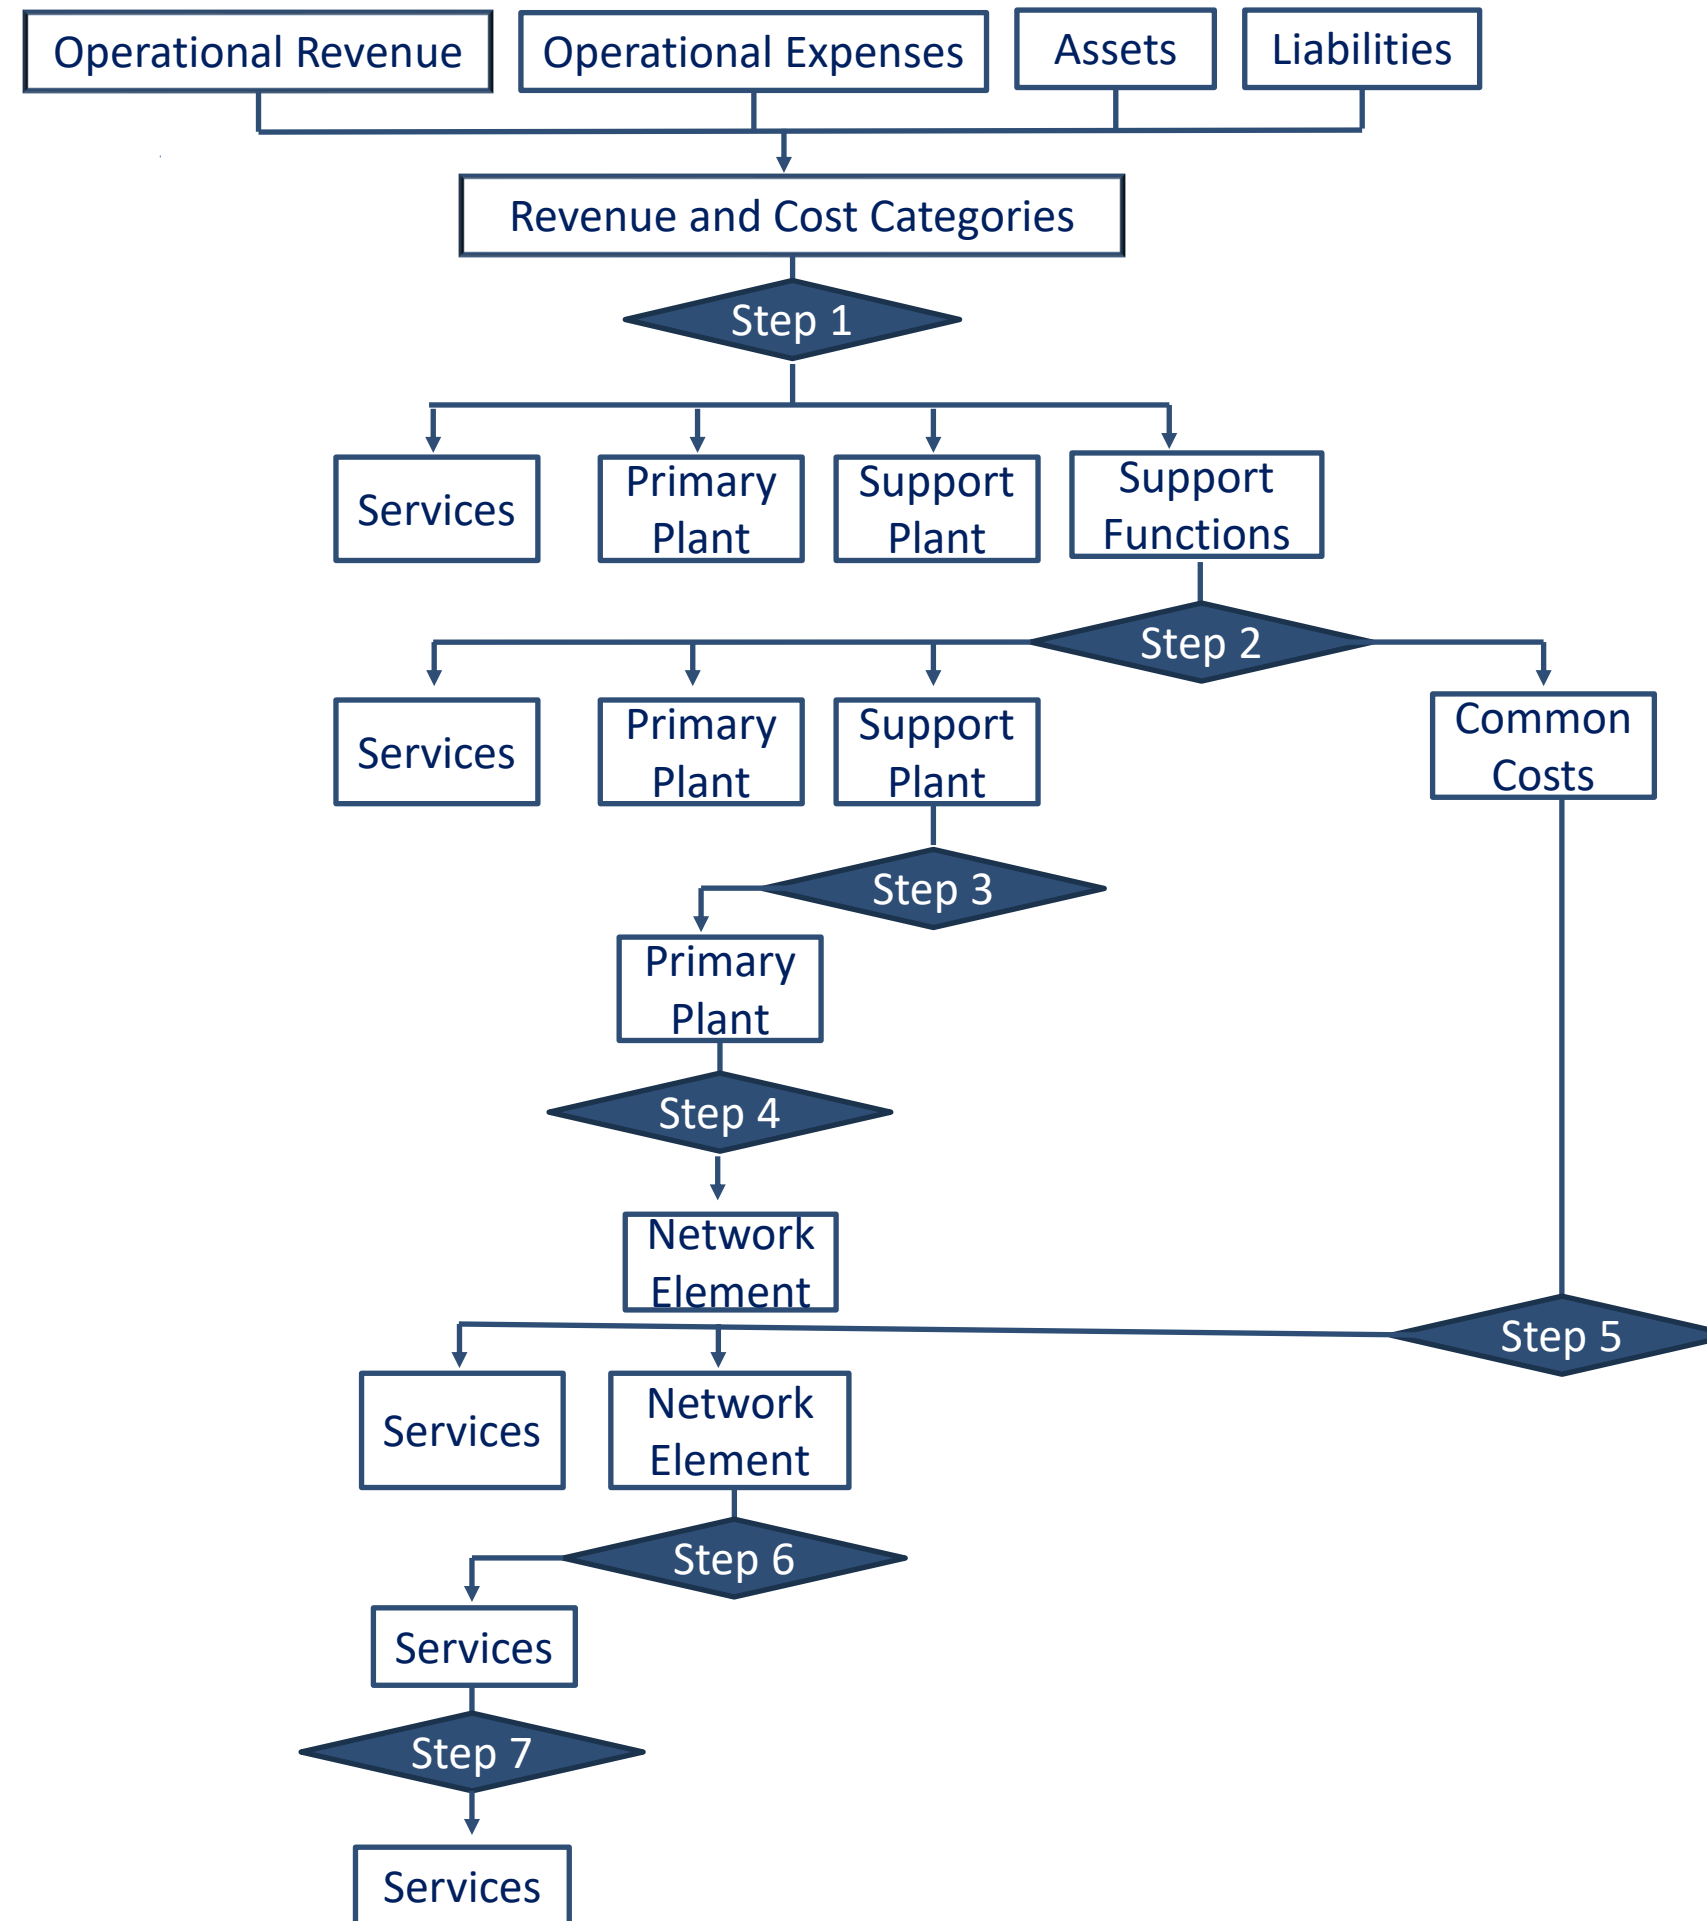 Operational Revenue
Operational Expenses
Assets
Liabilities
Revenue and Cost Categories
Step 1
Services
Primary
Plant
Support
Plant
Support
Functions
Step 2
Services
Primary
Plant
Support
Plant
Common
Costs
Step 3
Primary
Plant
Step 4
Network
Element
Step 5
Services
Network
Element
Step 6
Services
Step 7
Services